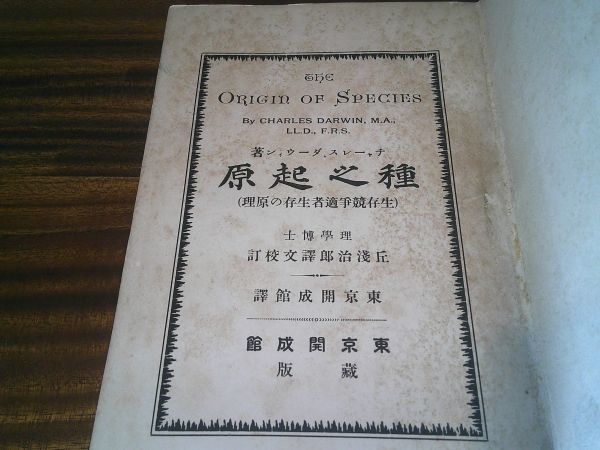 THE
ORIGIN OF SPECIES
By CHARLES DARWIN, M.A.,
LL.D., F.R.S.
チャーレス、ダーウ井ン著
種之起原
(生存競爭適者生存の原理)
理學博士
丘淺治郎譯文校訂
東京開成館譯
東京開成館
藏版